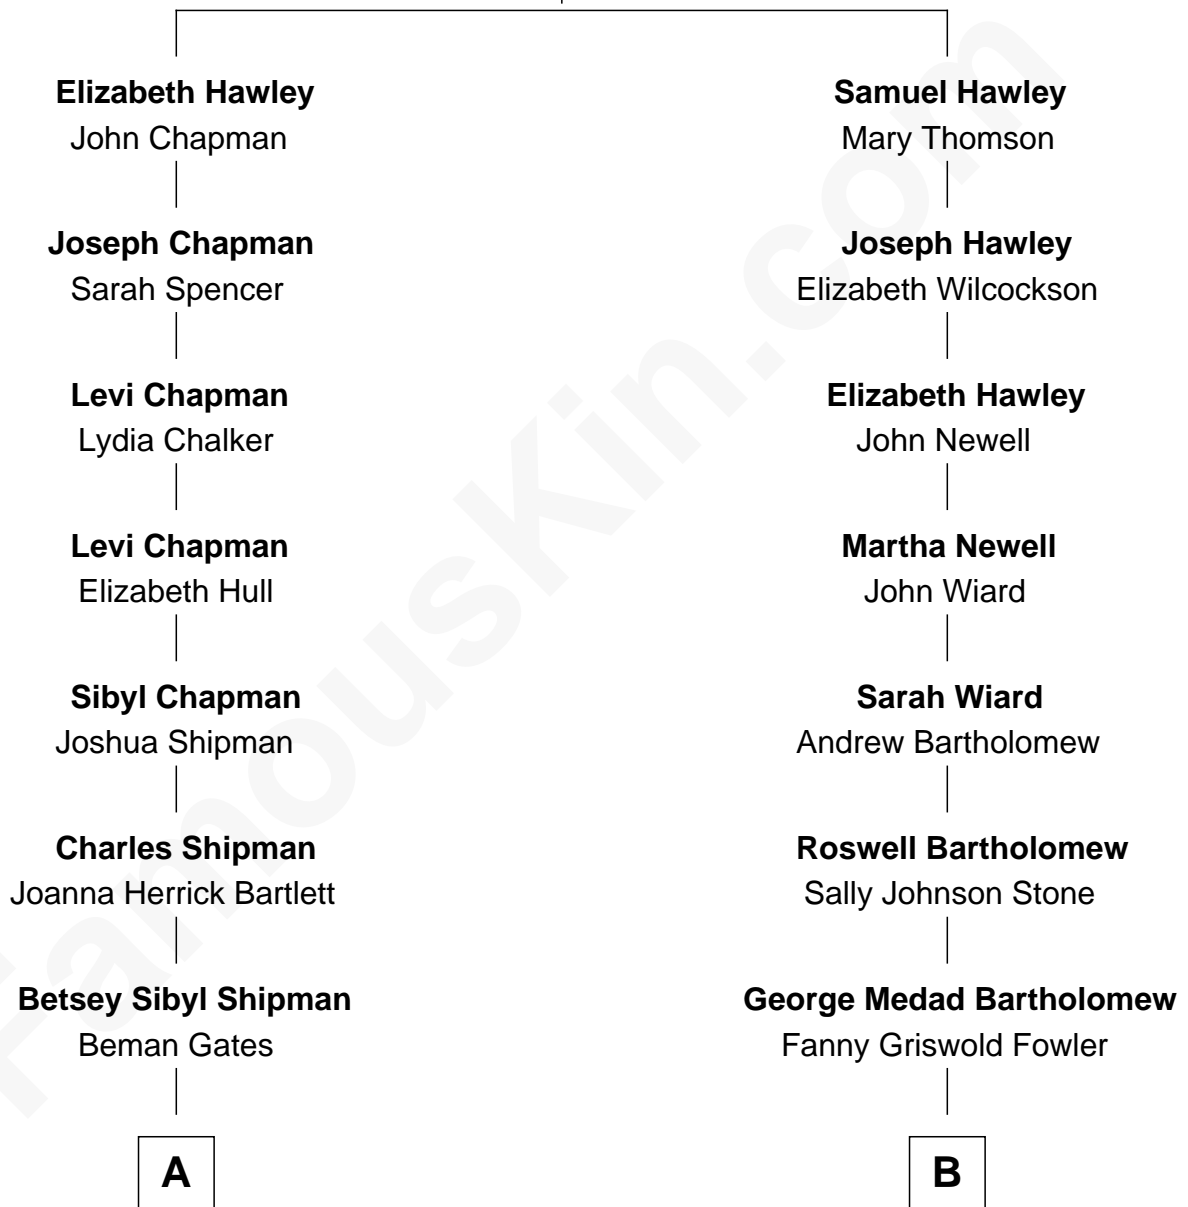 Elizabeth Hawley
John Chapman
Joseph Chapman
Sarah Spencer
Levi Chapman
Lydia Chalker
Levi Chapman
Elizabeth Hull
Sibyl Chapman
Joshua Shipman
Charles Shipman
Joanna Herrick Bartlett
Betsey Sibyl Shipman
Beman Gates
A
Samuel Hawley
Mary Thomson
Joseph Hawley
Elizabeth Wilcockson
Elizabeth Hawley
John Newell
Martha Newell
John Wiard
Sarah Wiard
Andrew Bartholomew
Roswell Bartholomew
Sally Johnson Stone
George Medad Bartholomew
Fanny Griswold Fowler
B
FamousKin.com